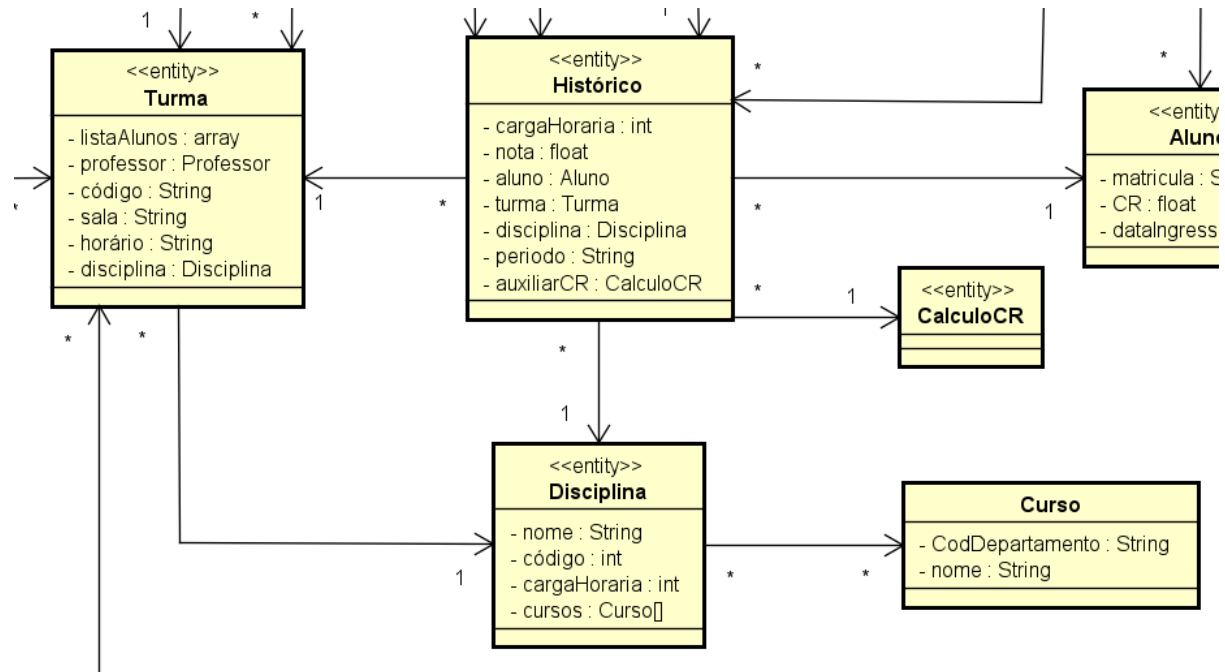 1
*
1
<<entity>>
Turma
- listaAlunos : array
- professor : Professor
- código : String
- sala : String
- horário : String
- disciplina : Disciplina
*
1
*
*
*
<<entity>>
Histórico
- cargaHoraria : int
- nota : float
- aluno : Aluno
- turma : Turma
- disciplina : Disciplina
- periodo : String
- auxiliarCR : CalculoCR
*
*
1
*
1
*
<<entity
Aluno
- matricula : S
- CR : float
- dataIngress
<<entity>>
CalculoCR
*
1
<<entity>>
Disciplina
- nome : String
- código : int
- cargaHoraria : int
- cursos : Curso[]
1
*
*
Curso
- CodDepartamento : String
- nome : String